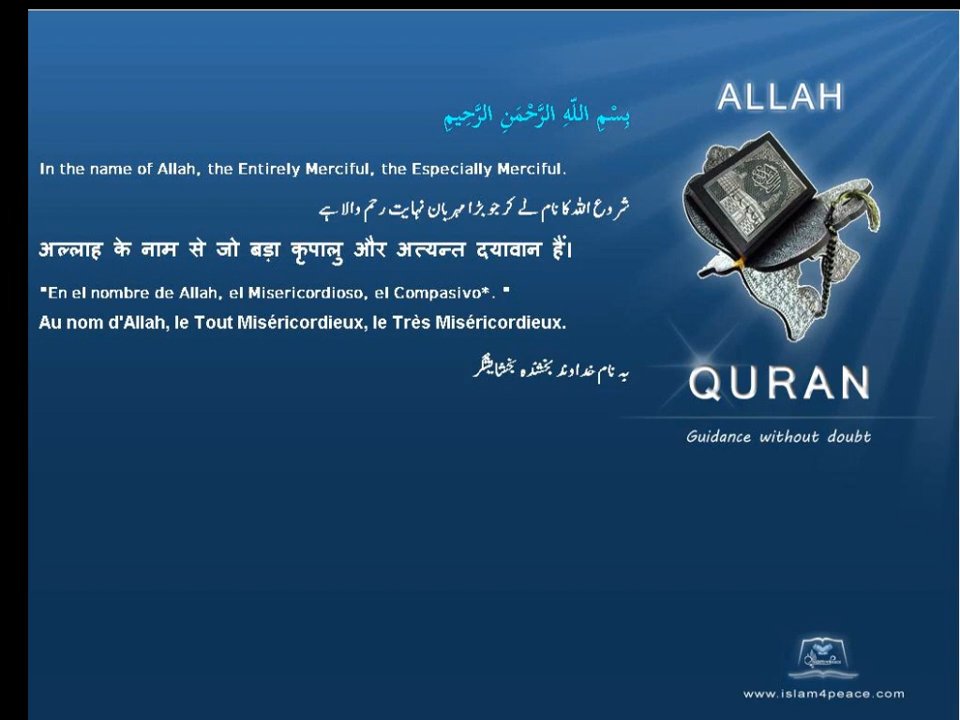 بِسْمِ اللّهِ الرَّحْمَنِ الرَّحِيمِ
In the name of Allah, the Entirely Merciful, the Especially Merciful.
شروع الله کا نام لے کر جو بڑا مہربان نہایت رحم والا ہے
अल्लाह के नाम से जो बड़ा कृपालु और अत्यन्त दयावान हैं।
"En el nombre de Allah, el Misericordioso, el Compasivo*. "
Au nom d'Allah, le Tout Miséricordieux, le Très Miséricordieux.
به نام خداوند بخشنده بخشایشگر
ALLAH
QURAN
Guidance without doubt
www.islam4peace.com